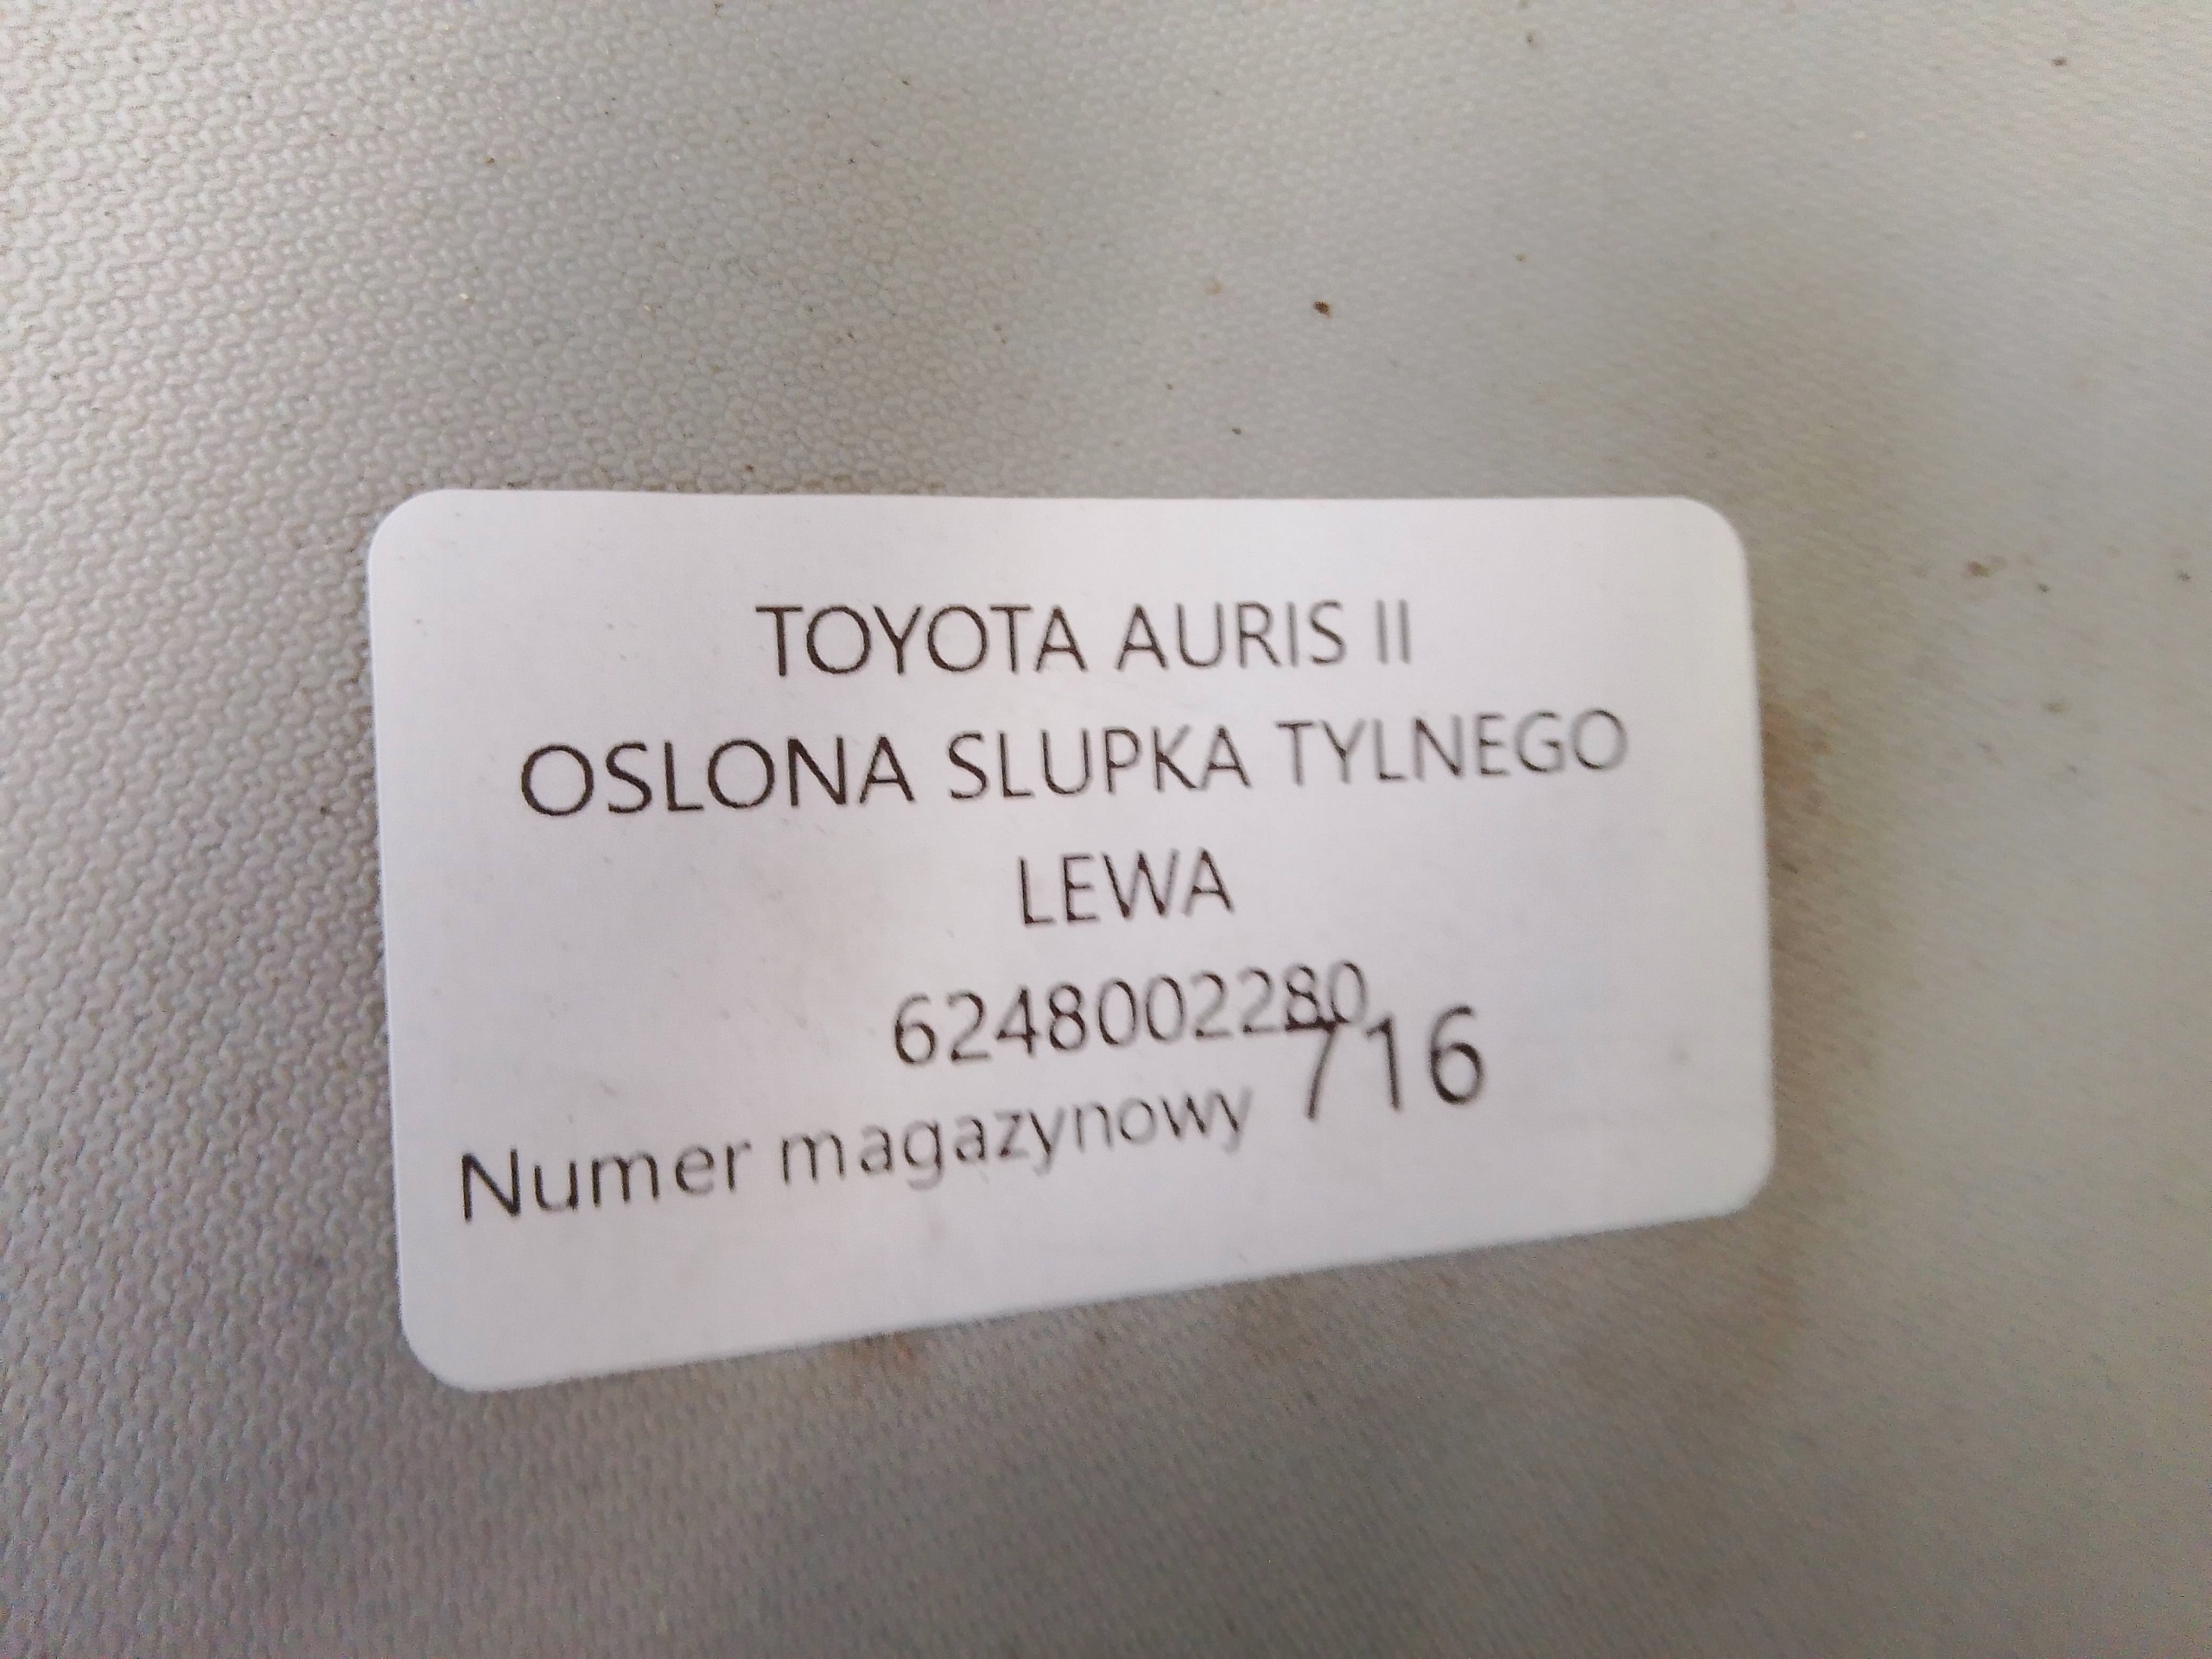 TOYOTA AURIS II
OSLONA SLUPKA TYLNEGO
LEWA
6248002280
Numer magazynowy 716